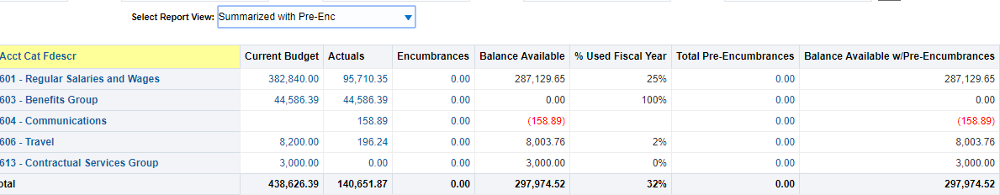 Select Report View: Summarized with Pre-Enc
Acct Cat Fdescr Current Budget Actuals Encumbrances Balance Available % Used Fiscal Year Total Pre-Encumbrances Balance Available w/Pre-Encumbrances
601 - Regular Salaries and Wages 382,840.00 95,710.35 0.00 287,129.65 25% 0.00 287,129.65
603 - Benefits Group 44,586.39 44,586.39 0.00 0.00 100% 0.00 0.00
604 - Communications 158.89 0.00 (158.89) 0.00 (158.89)
606 - Travel 8,200.00 196.24 0.00 8,003.76 2% 0.00 8,003.76
613 - Contractual Services Group 3,000.00 0.00 0.00 3,000.00 0% 0.00 3,000.00
otal 438,626.39 140,651.87 0.00 297,974.52 32% 0.00 297,974.52